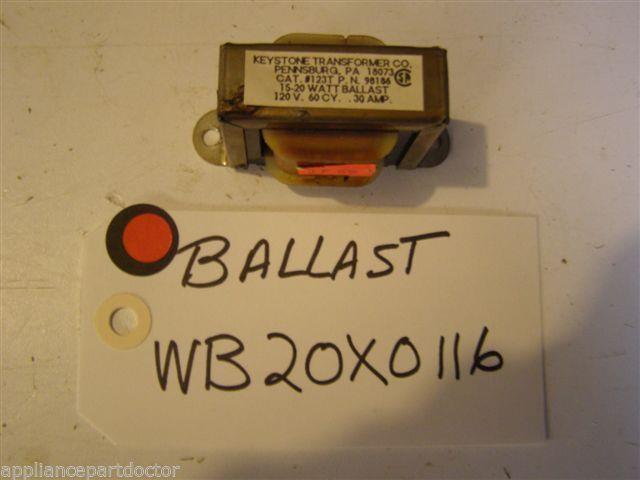 KEYSTONE TRANSFORMER CO.
PENNSBURG, PA 18073
CAT. #123T P. N. 98186
15-20 WATT BALLAST
120 V. 60 CY. .30 AMP.
BALLAST
WB20X0116
appliancepartdoctor